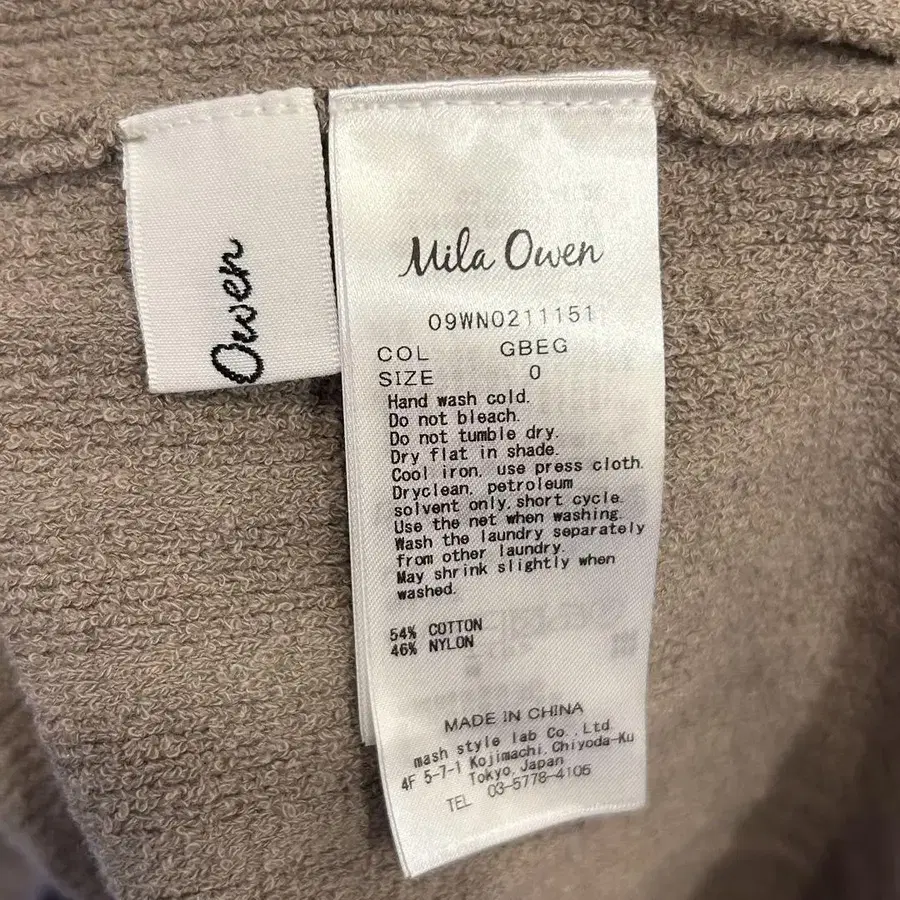 Owen
Mila Owen
09WN0211151
COL GBEG
SIZE 0
Hand wash cold.
Do not bleach.
Do not tumble dry.
Dry flat in shade.
Cool iron, use press cloth.
Dryclean, petroleum
solvent only, short cycle.
Use the net when washing.
Wash the laundry separately
from other laundry.
May shrink slightly when
washed.
54% COTTON
46% NYLON
MADE IN CHINA
mash style lab Co., Ltd.
4F 5-7-1 Kojimachi, Chiyoda-Ku
Tokyo, Japan
TEL 03-5778-4106